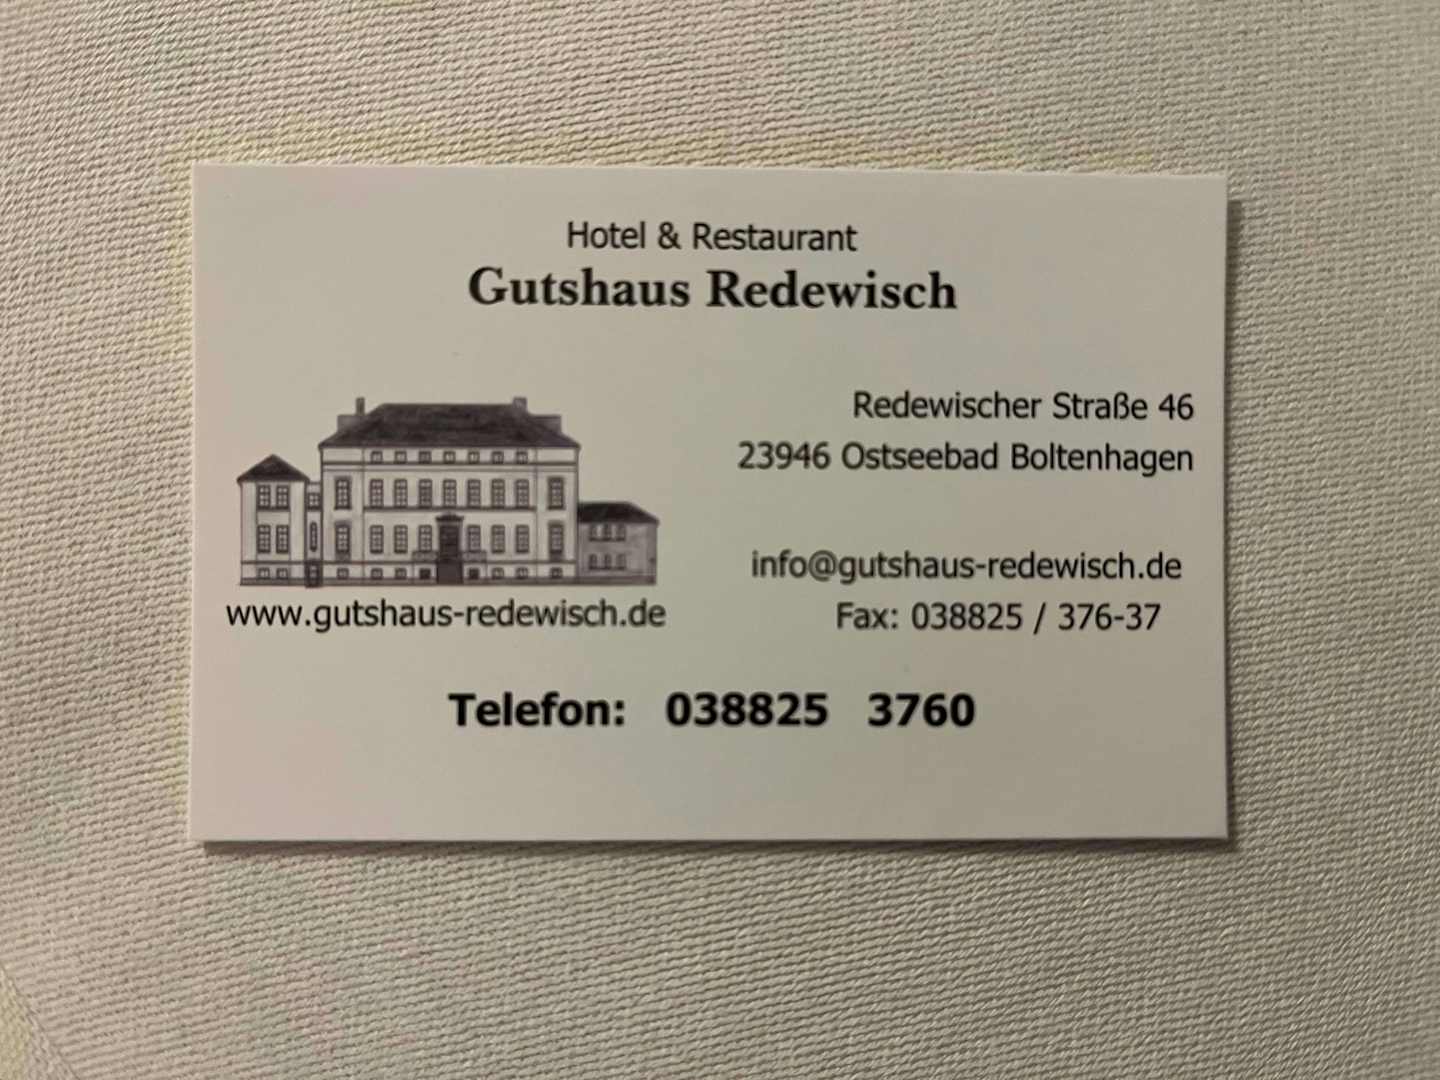 Hotel & Restaurant
Gutshaus Redewisch
Redewischer Straße 46
23946 Ostseebad Boltenhagen
info@gutshaus-redewisch.de
Fax: 038825 / 376-37
www.gutshaus-redewisch.de
Telefon: 038825 3760